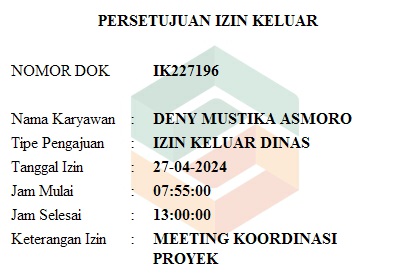 PERSETUJUAN IZIN KELUAR
NOMOR DOK IK227196
Nama Karyawan : DENY MUSTIKA ASMORO
Tipe Pengajuan : IZIN KELUAR DINAS
Tanggal Izin : 27-04-2024
Jam Mulai : 07:55:00
Jam Selesai : 13:00:00
Keterangan Izin : MEETING KOORDINASI
PROYEK